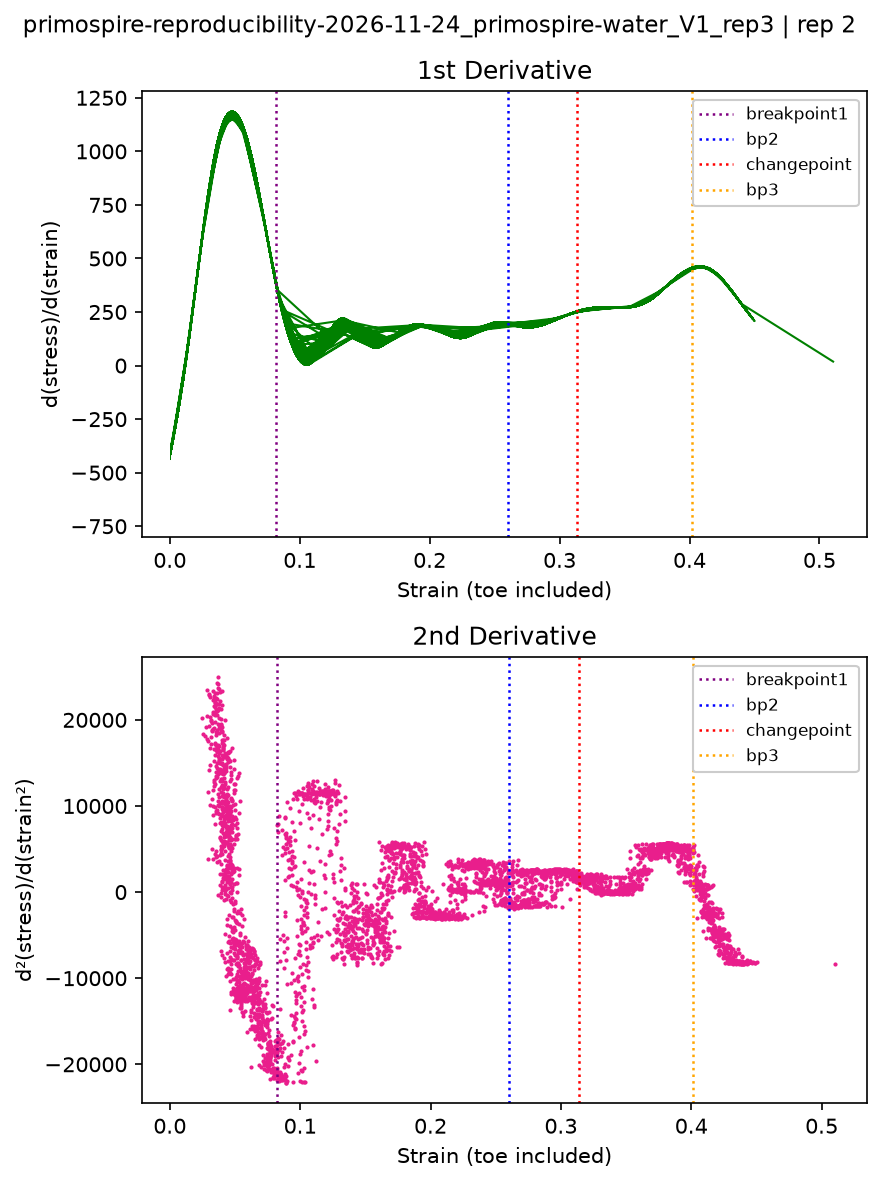 primospire-reproducibility-2026-11-24_primospire-water_V1_rep3 | rep 2
1st Derivative
d(stress)/d(strain)
1250
1000
750
500
250
0
−250
−500
−750
breakpoint1
bp2
changepoint
bp3
0.0 0.1 0.2 0.3 0.4 0.5
Strain (toe included)
2nd Derivative
d²(stress)/d(strain²)
20000
10000
0
−10000
−20000
breakpoint1
bp2
changepoint
bp3
0.0 0.1 0.2 0.3 0.4 0.5
Strain (toe included)